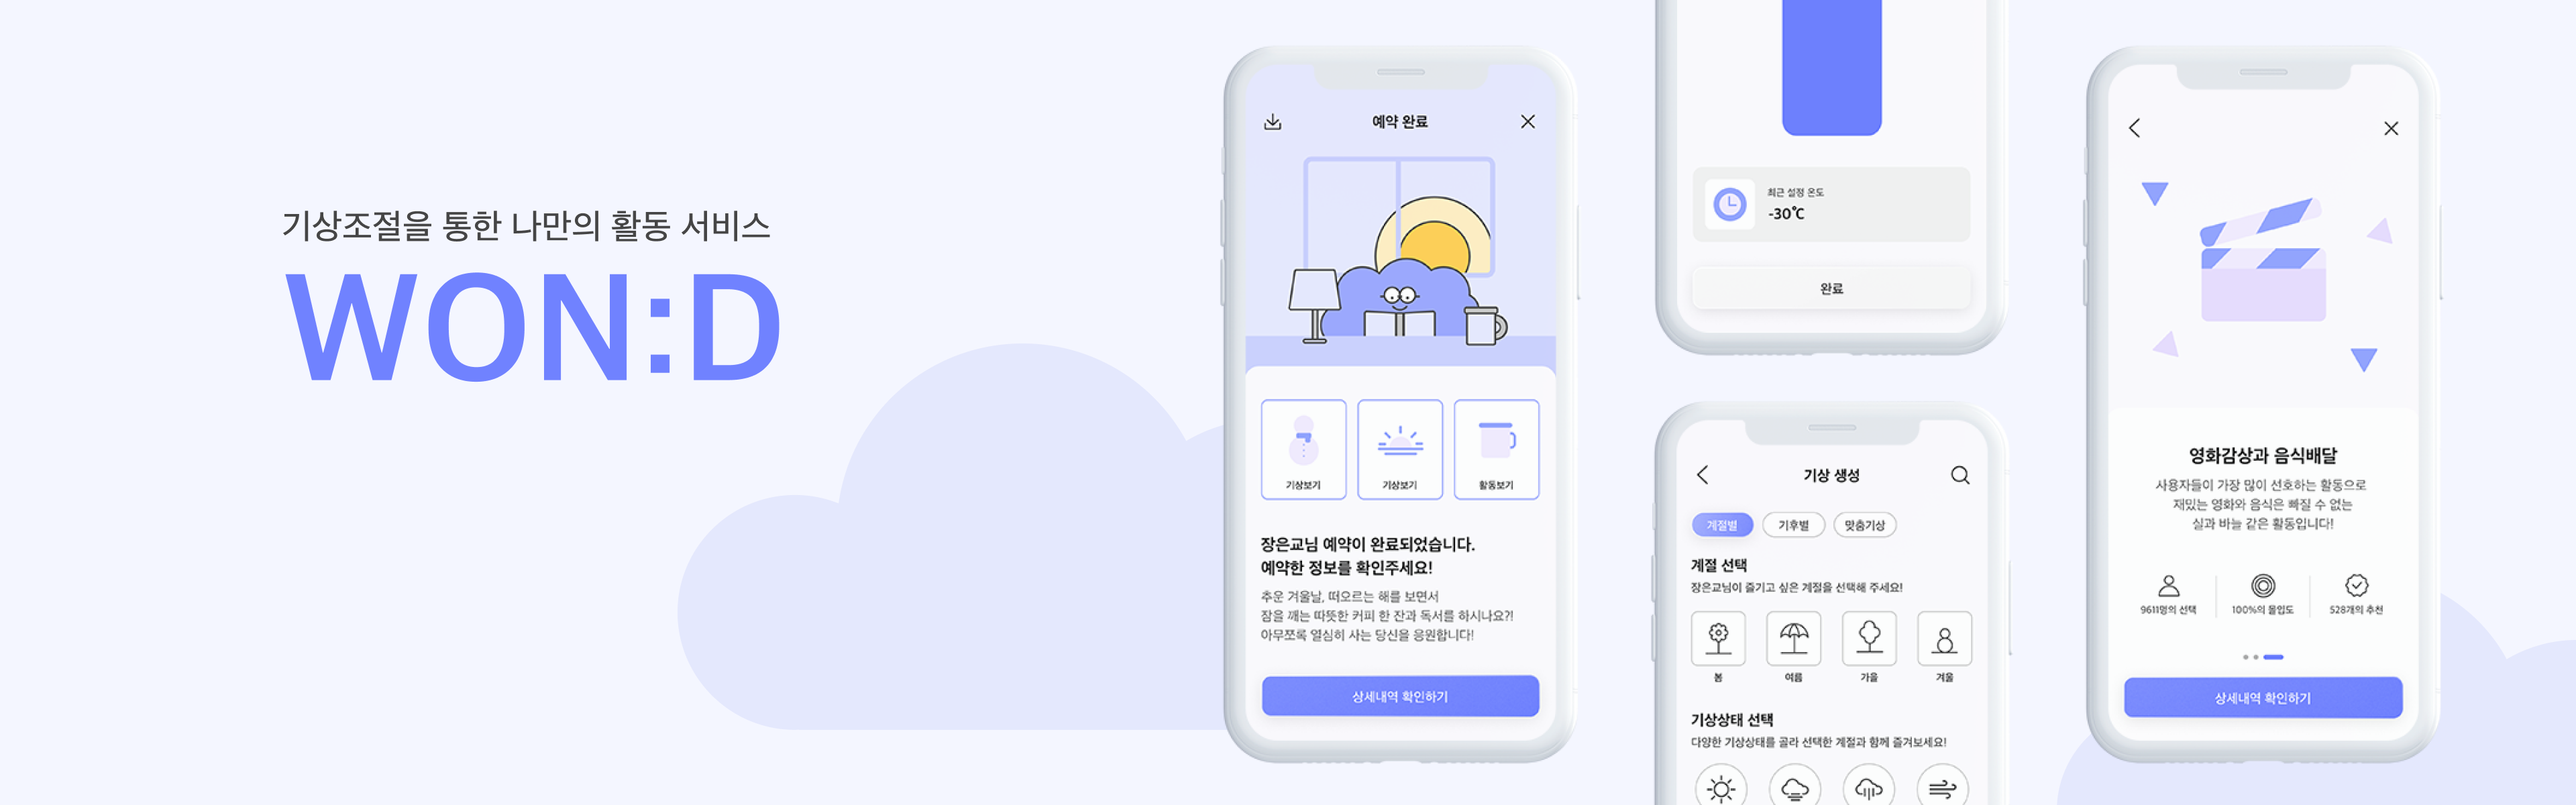 기상조절을 통한 나만의 활동 서비스
WON:D
예약 완료
기상보기
기상보기
활동보기
장은교님 예약이 완료되었습니다.
예약한 정보를 확인주세요!
추운 겨울날, 떠오르는 해를 보면서
잠을 깨는 따뜻한 커피 한 잔과 독서를 하시나요?!
아무쪼록 열심히 사는 당신을 응원합니다!
상세내역 확인하기
최근 설정 온도
-30℃
완료
기상 생성
계절별
기후별
맞춤기상
계절 선택
장은교님이 즐기고 싶은 계절을 선택해 주세요!
봄
여름
가을
겨울
기상상태 선택
다양한 기상상태를 골라 선택한 계절과 함께 즐겨보세요!
영화감상과 음식배달
사용자들이 가장 많이 선호하는 활동으로
재밌는 영화와 음식은 빠질 수 없는
실과 바늘 같은 활동입니다!
9611명의 선택
100%의 몰입도
528개의 추천
상세내역 확인하기